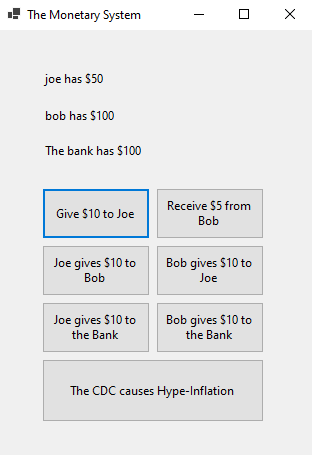 The Monetary System
joe has $50
bob has $100
The bank has $100
Give $10 to Joe
Receive $5 from
Bob
Joe gives $10 to
Bob
Bob gives $10 to
Joe
Joe gives $10 to
the Bank
Bob gives $10 to
the Bank
The CDC causes Hype-Inflation